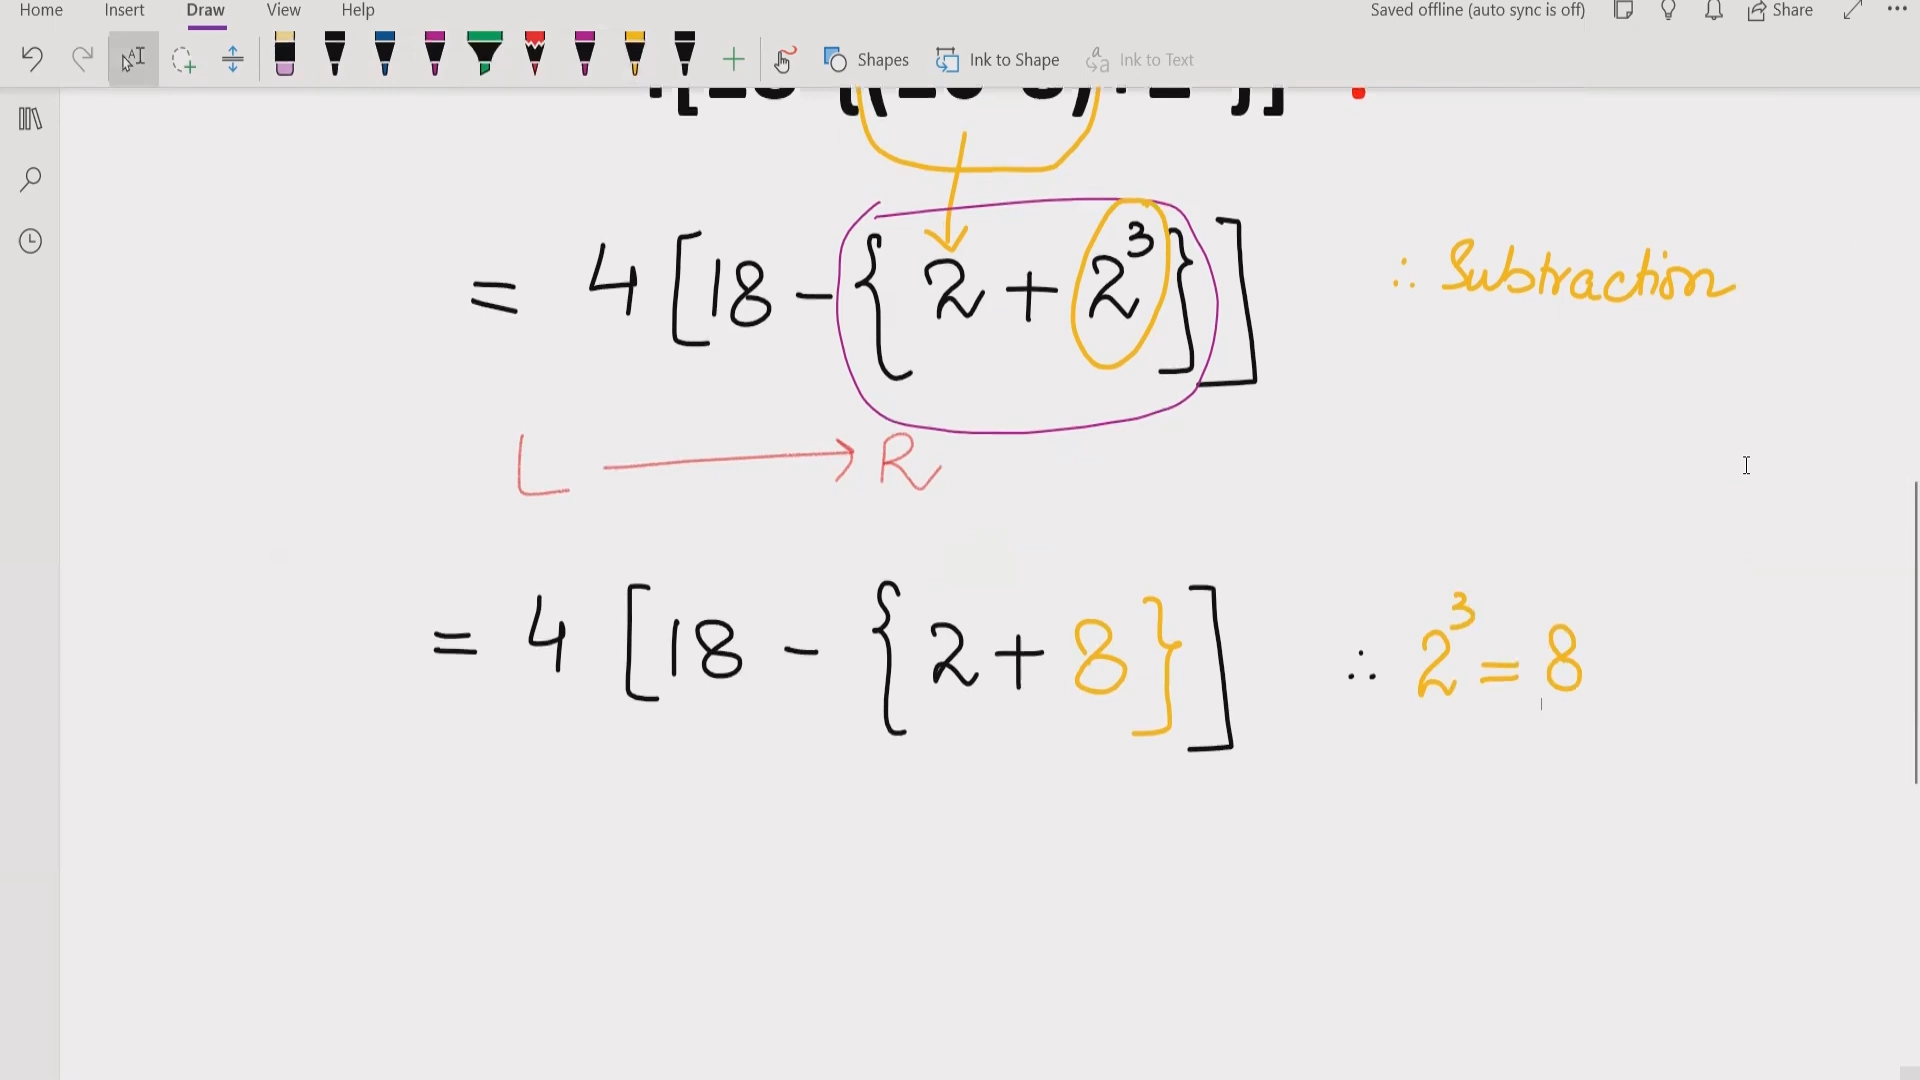 Home Insert Draw View Help Saved offline (auto sync is off) Share
Shapes Ink to Shape Ink to Text
= 4 [18 - { 2 + 2³ } ] ∴ Subtraction
L → R
= 4 [18 - { 2 + 8 } ] ∴ 2³ = 8